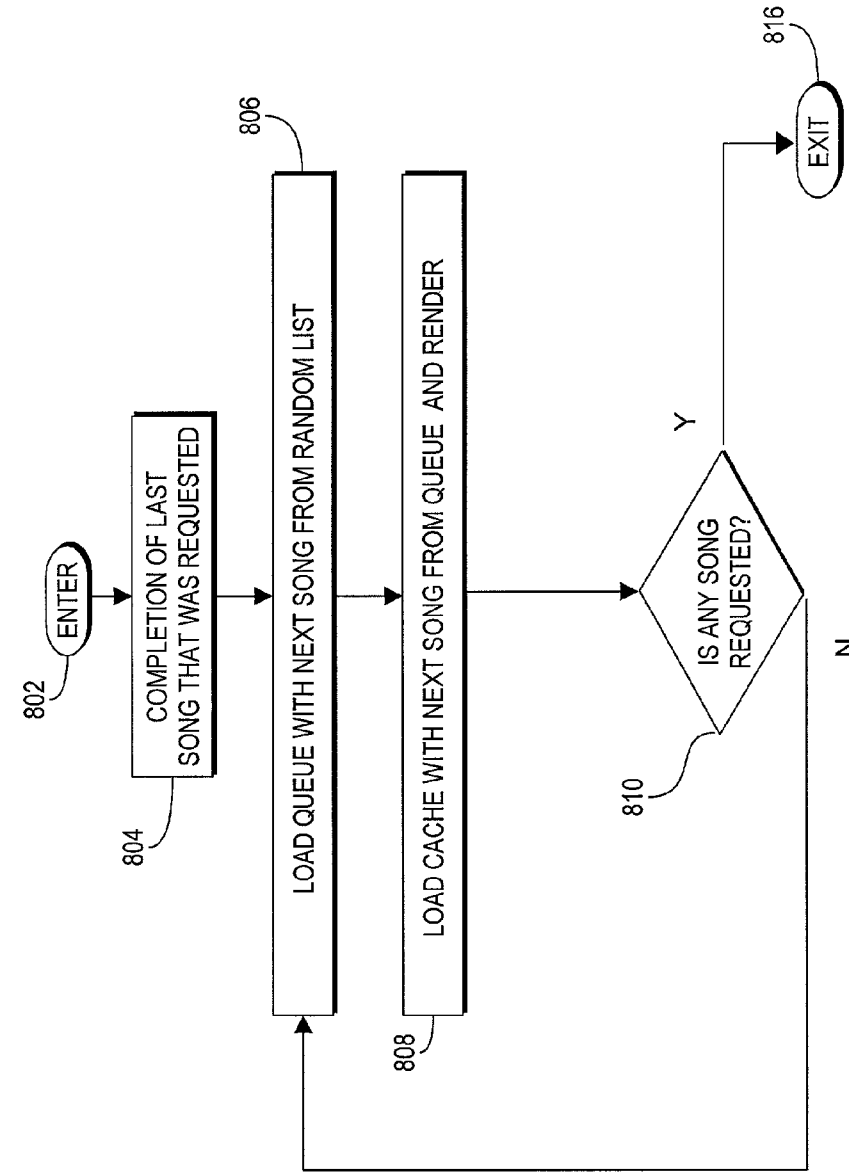 802
ENTER
804
COMPLETION OF LAST
SONG THAT WAS REQUESTED
806
LOAD QUEUE WITH NEXT SONG FROM RANDOM LIST
808
LOAD CACHE WITH NEXT SONG FROM QUEUE AND RENDER
810
IS ANY SONG
REQUESTED?
Y
N
816
EXIT